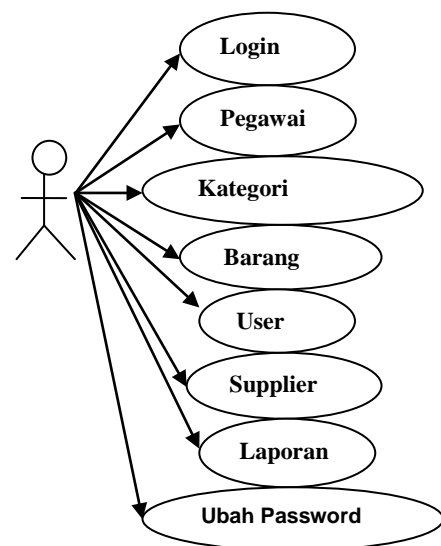 Login
Pegawai
Kategori
Barang
User
Supplier
Laporan
Ubah Password